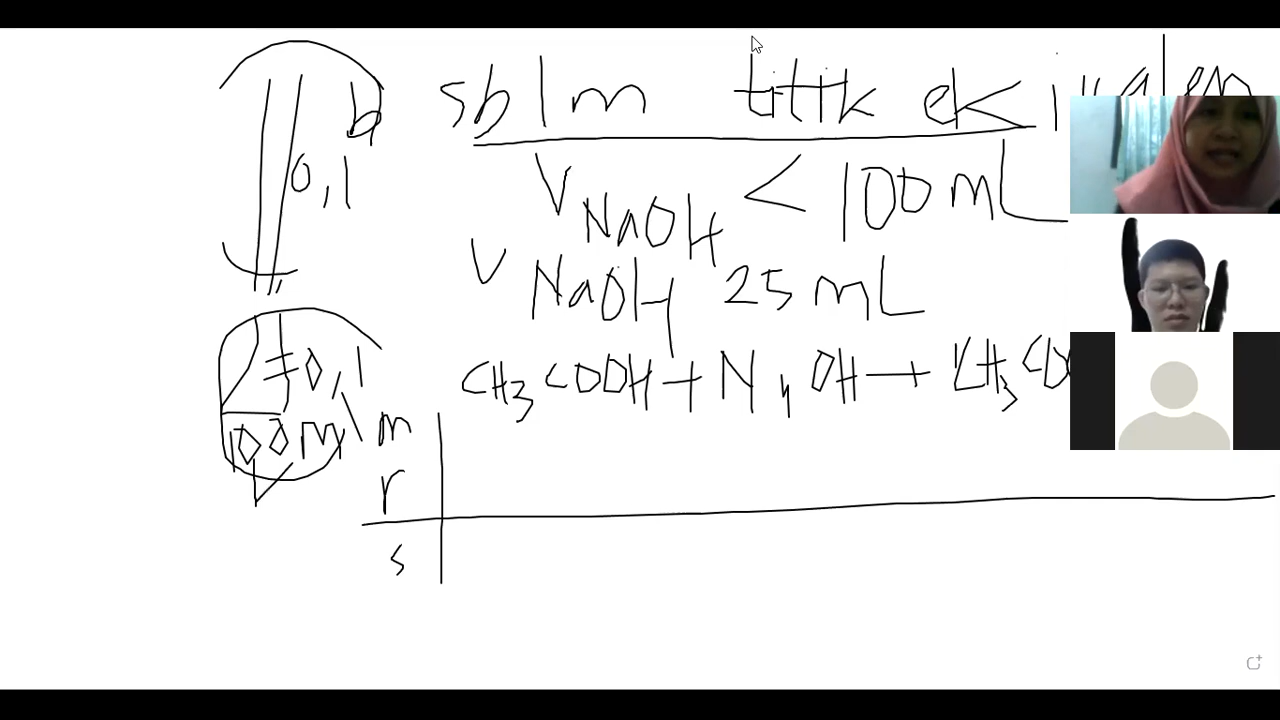 b sblm titik ekivalen
0,1 V NaOH < 100 mL
V NaOH 25 mL
CH3COOH + NaOH → CH3CO
= 0,1
100 ml m
r
s